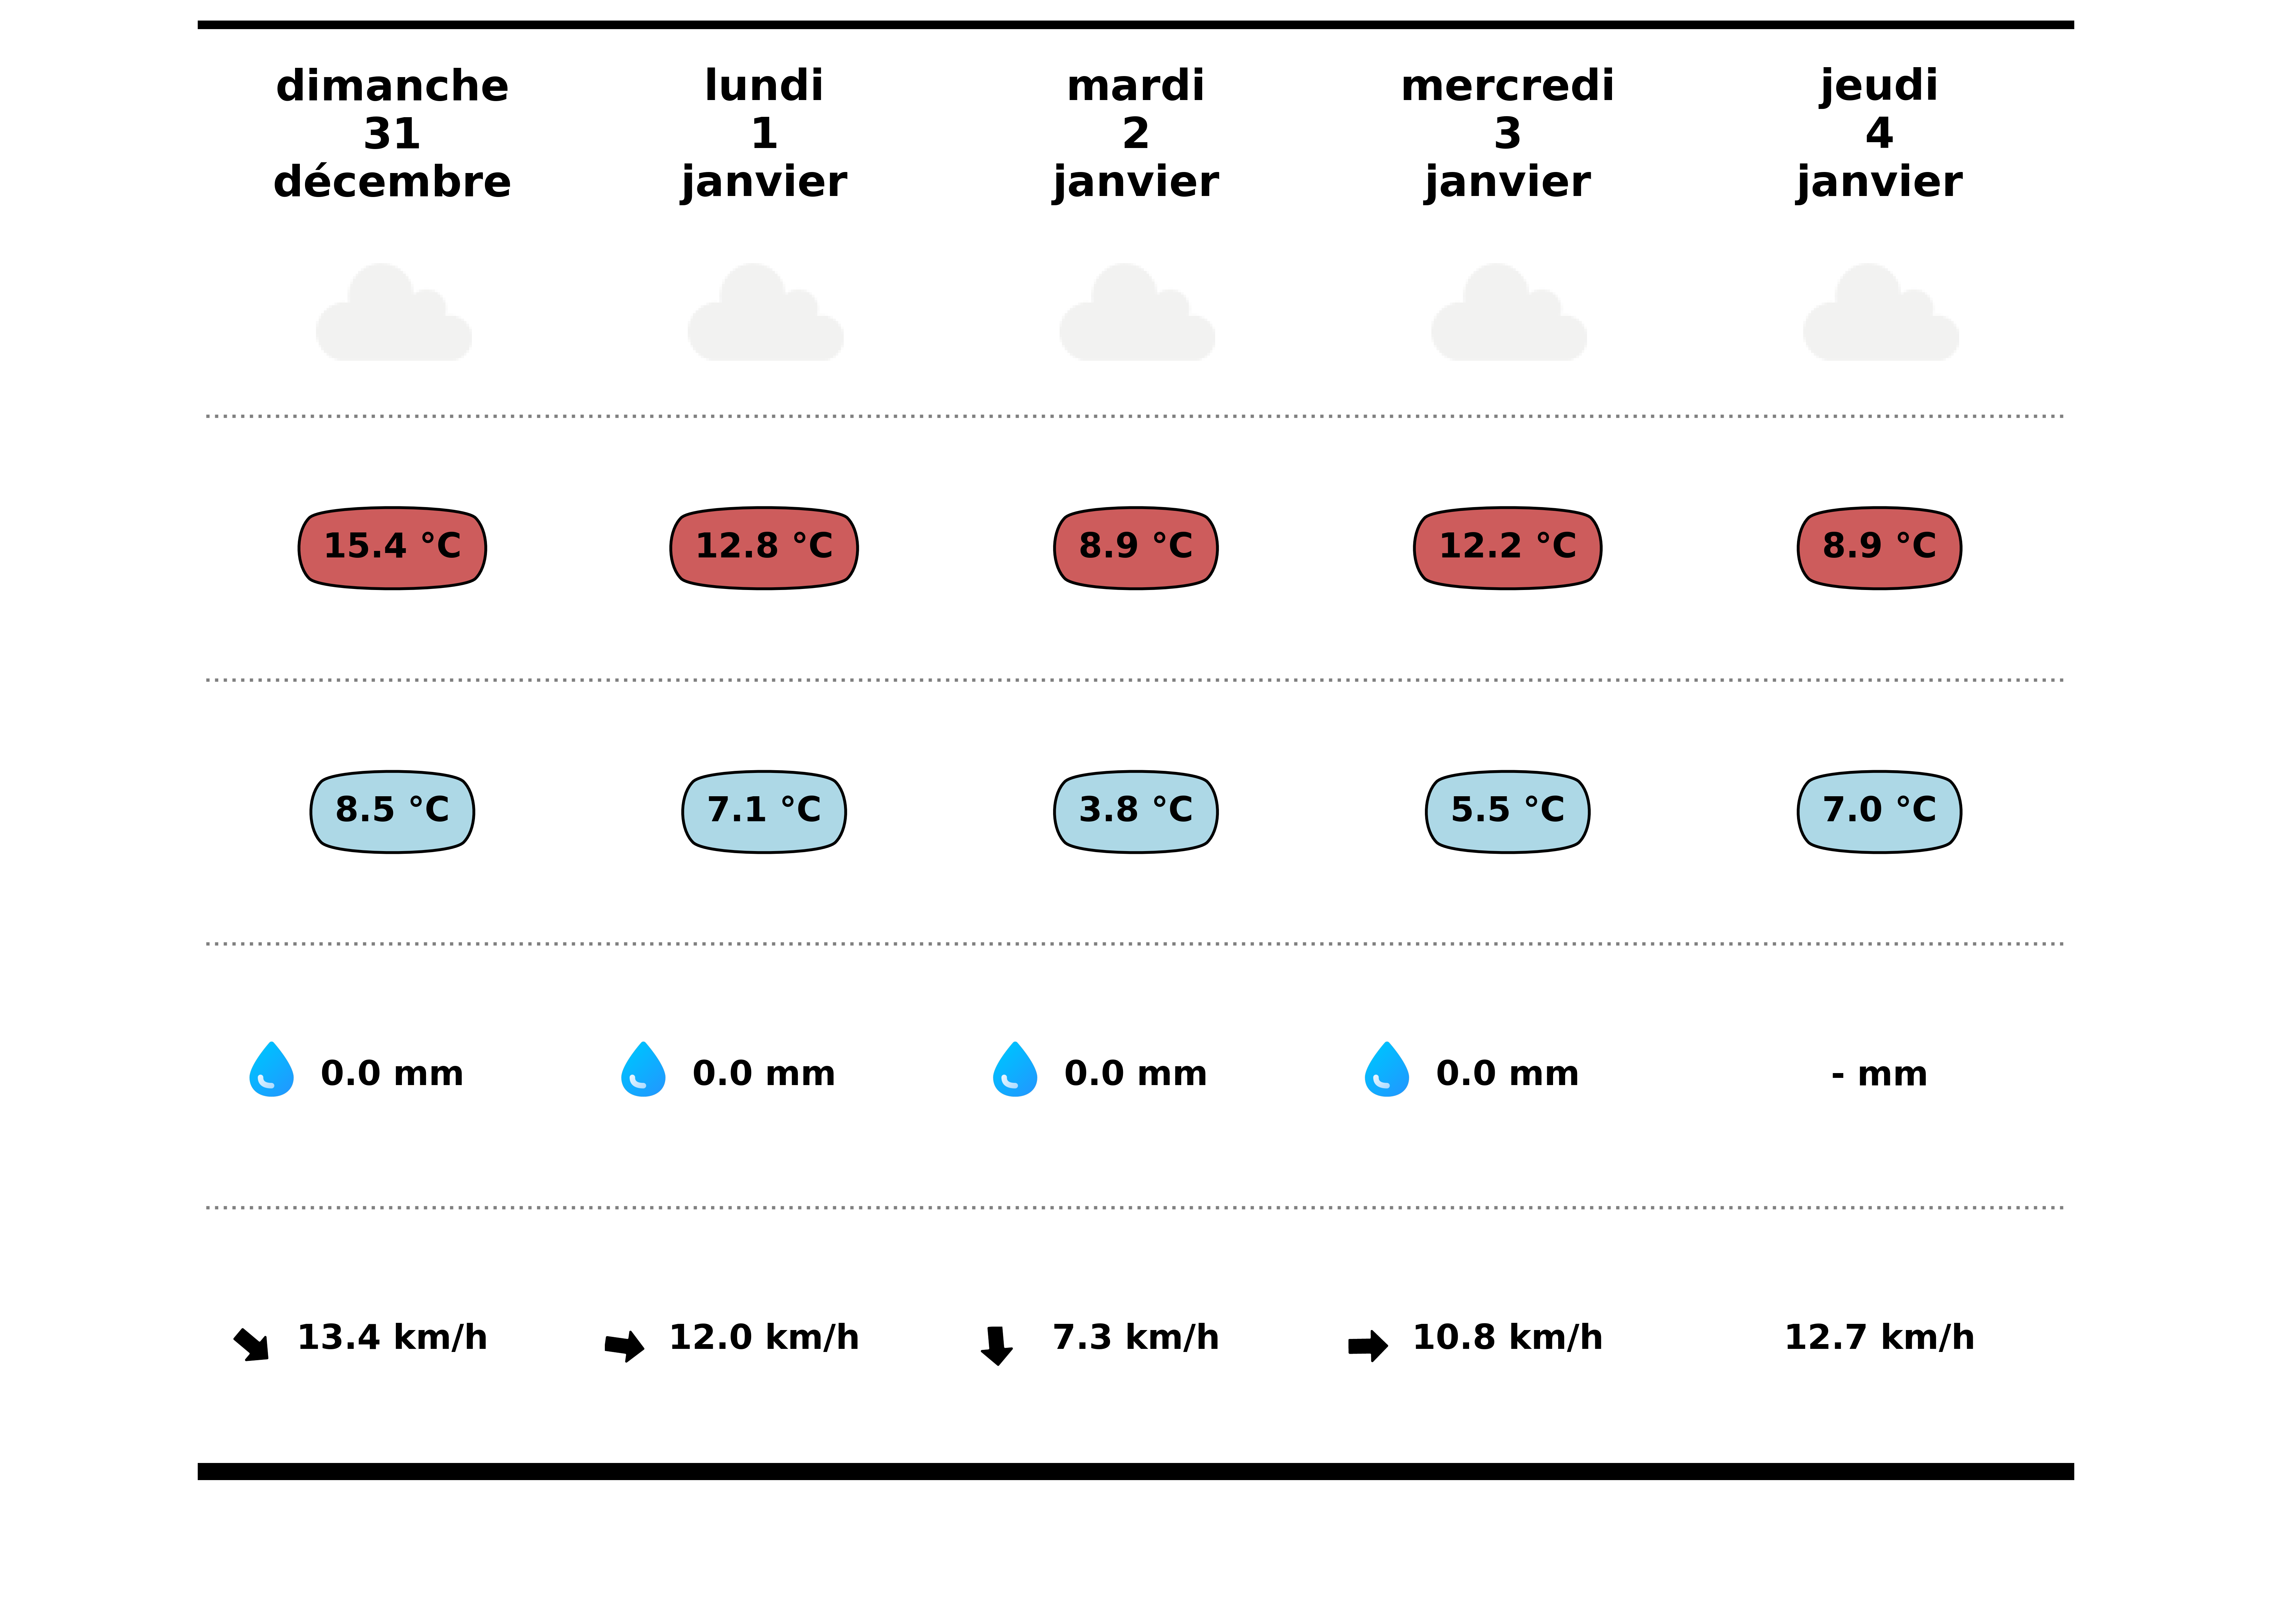 dimanche
31
décembre
lundi
1
janvier
mardi
2
janvier
mercredi
3
janvier
jeudi
4
janvier
15.4 °C
12.8 °C
8.9 °C
12.2 °C
8.9 °C
8.5 °C
7.1 °C
3.8 °C
5.5 °C
7.0 °C
0.0 mm
0.0 mm
0.0 mm
0.0 mm
- mm
13.4 km/h
12.0 km/h
7.3 km/h
10.8 km/h
12.7 km/h